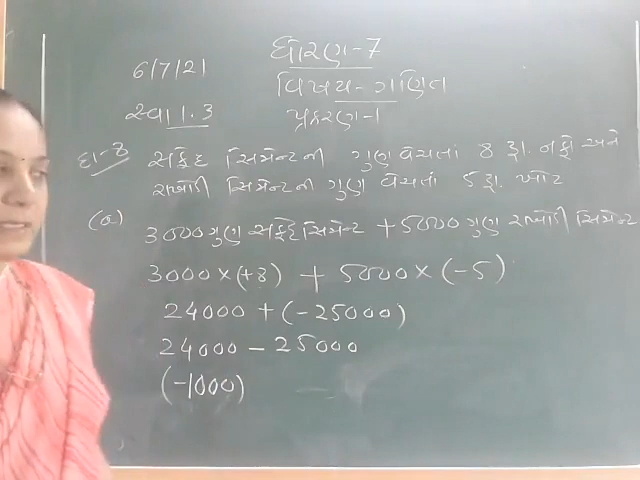 ધોરણ-7
6/7/21
વિષય-ગણિત
સ્વા 1.3
પ્રકરણ-1
દા-8 સફેદ સિમેન્ટની ગુણ વેચતાં 8 રૂા. નફો અને
રાખોડી સિમેન્ટની ગુણ વેચતાં 5 રૂા. ખોટ
(a) 3000 ગુણ સફેદ સિમેન્ટ + 5000 ગુણ રાખોડી સિમેન્ટ
3000 × (+8) + 5000 × (-5)
24000 + (-25000)
24000 - 25000
(-1000)